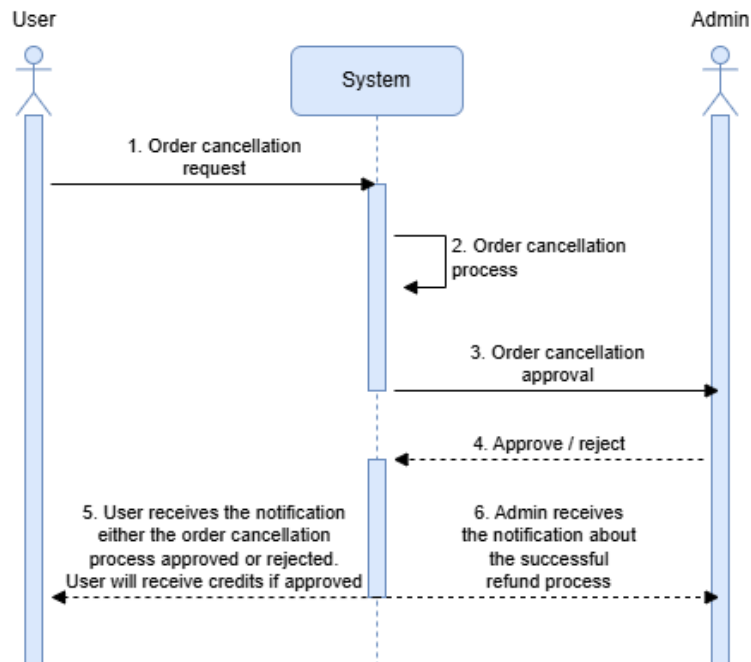 User
Admin
System
1. Order cancellation
request
2. Order cancellation
process
3. Order cancellation
approval
4. Approve / reject
5. User receives the notification
either the order cancellation
process approved or rejected.
User will receive credits if approved
6. Admin receives
the notification about
the successful
refund process